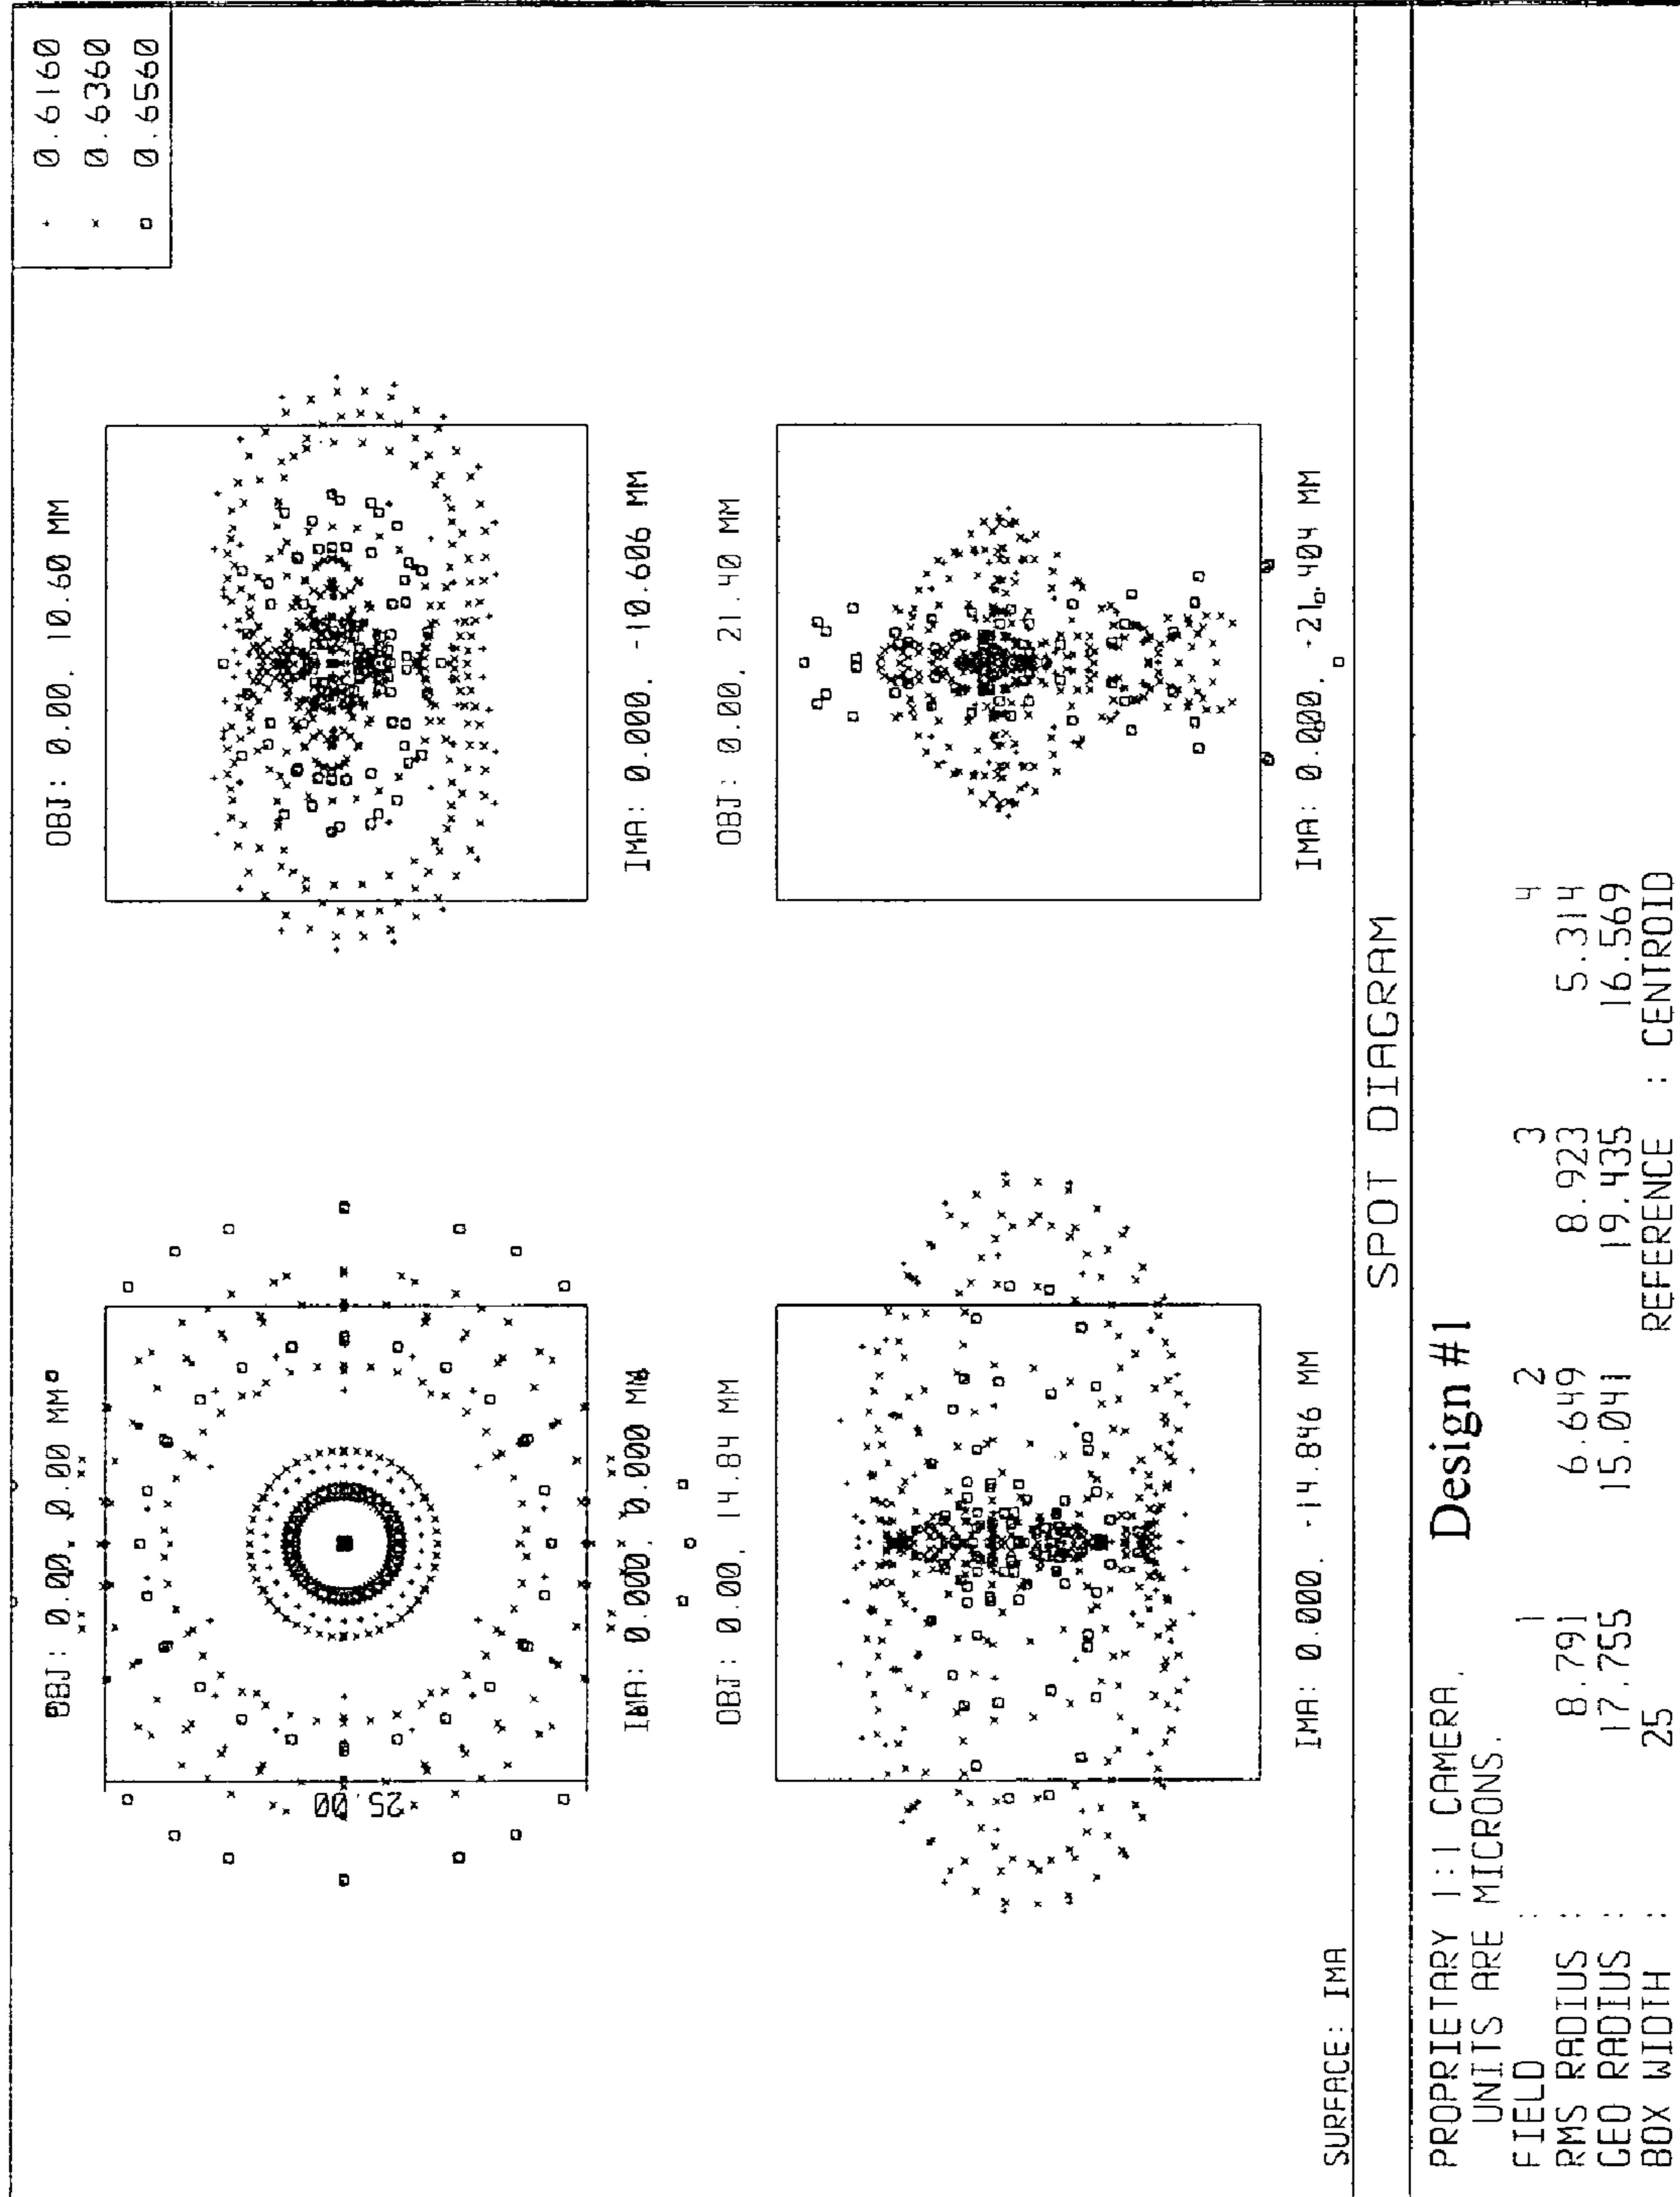 + 0.6160
× 0.6360
□ 0.6560
OBJ: 0.00, 0.00 MM
OBJ: 0.00, 10.60 MM
25.00
IMA: 0.000, 0.000 MM
IMA: 0.000, -10.606 MM
OBJ: 0.00, 14.84 MM
OBJ: 0.00, 21.40 MM
IMA: 0.000, -14.846 MM
IMA: 0.000, -21.404 MM
SURFACE: IMA
SPOT DIAGRAM
PROPRIETARY 1:1 CAMERA. Design #1
UNITS ARE MICRONS.
FIELD : 1 2 3 4
RMS RADIUS : 8.791 6.649 8.923 5.314
GEO RADIUS : 17.755 15.041 19.435 16.569
BOX WIDTH : 25 REFERENCE : CENTROID